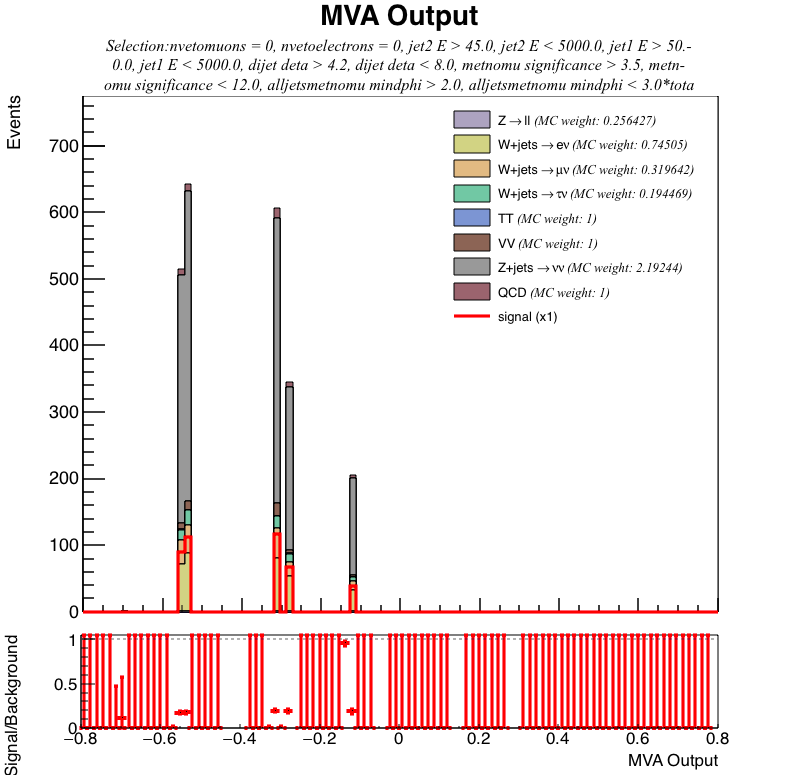 MVA Output
Selection:nvetomuons = 0, nvetoelectrons = 0, jet2 E > 45.0, jet2 E < 5000.0, jet1 E > 50.-
0.0, jet1 E < 5000.0, dijet deta > 4.2, dijet deta < 8.0, metnomu significance > 3.5, metn-
omu significance < 12.0, alljetsmetnomu mindphi > 2.0, alljetsmetnomu mindphi < 3.0*tota
Events
700
600
500
400
300
200
100
0
Z→ll (MC weight: 0.256427)
W+jets→eν (MC weight: 0.74505)
W+jets→μν (MC weight: 0.319642)
W+jets→τν (MC weight: 0.194469)
TT (MC weight: 1)
VV (MC weight: 1)
Z+jets→νν (MC weight: 2.19244)
QCD (MC weight: 1)
signal (x1)
Signal/Background
1
0.5
0
−0.8 −0.6 −0.4 −0.2 0 0.2 0.4 0.6 0.8
MVA Output